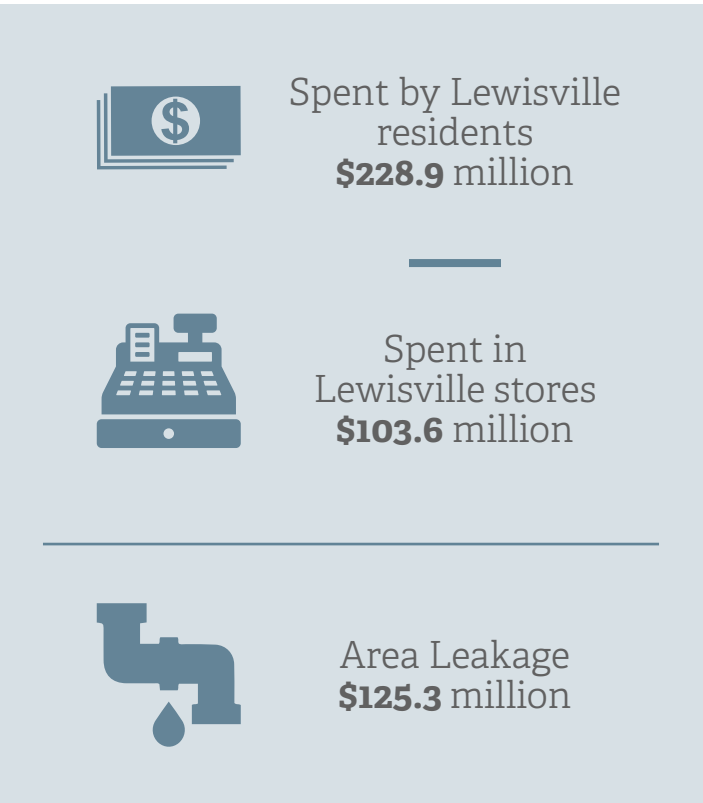 $
Spent by Lewisville
residents
$228.9 million
Spent in
Lewisville stores
$103.6 million
Area Leakage
$125.3 million